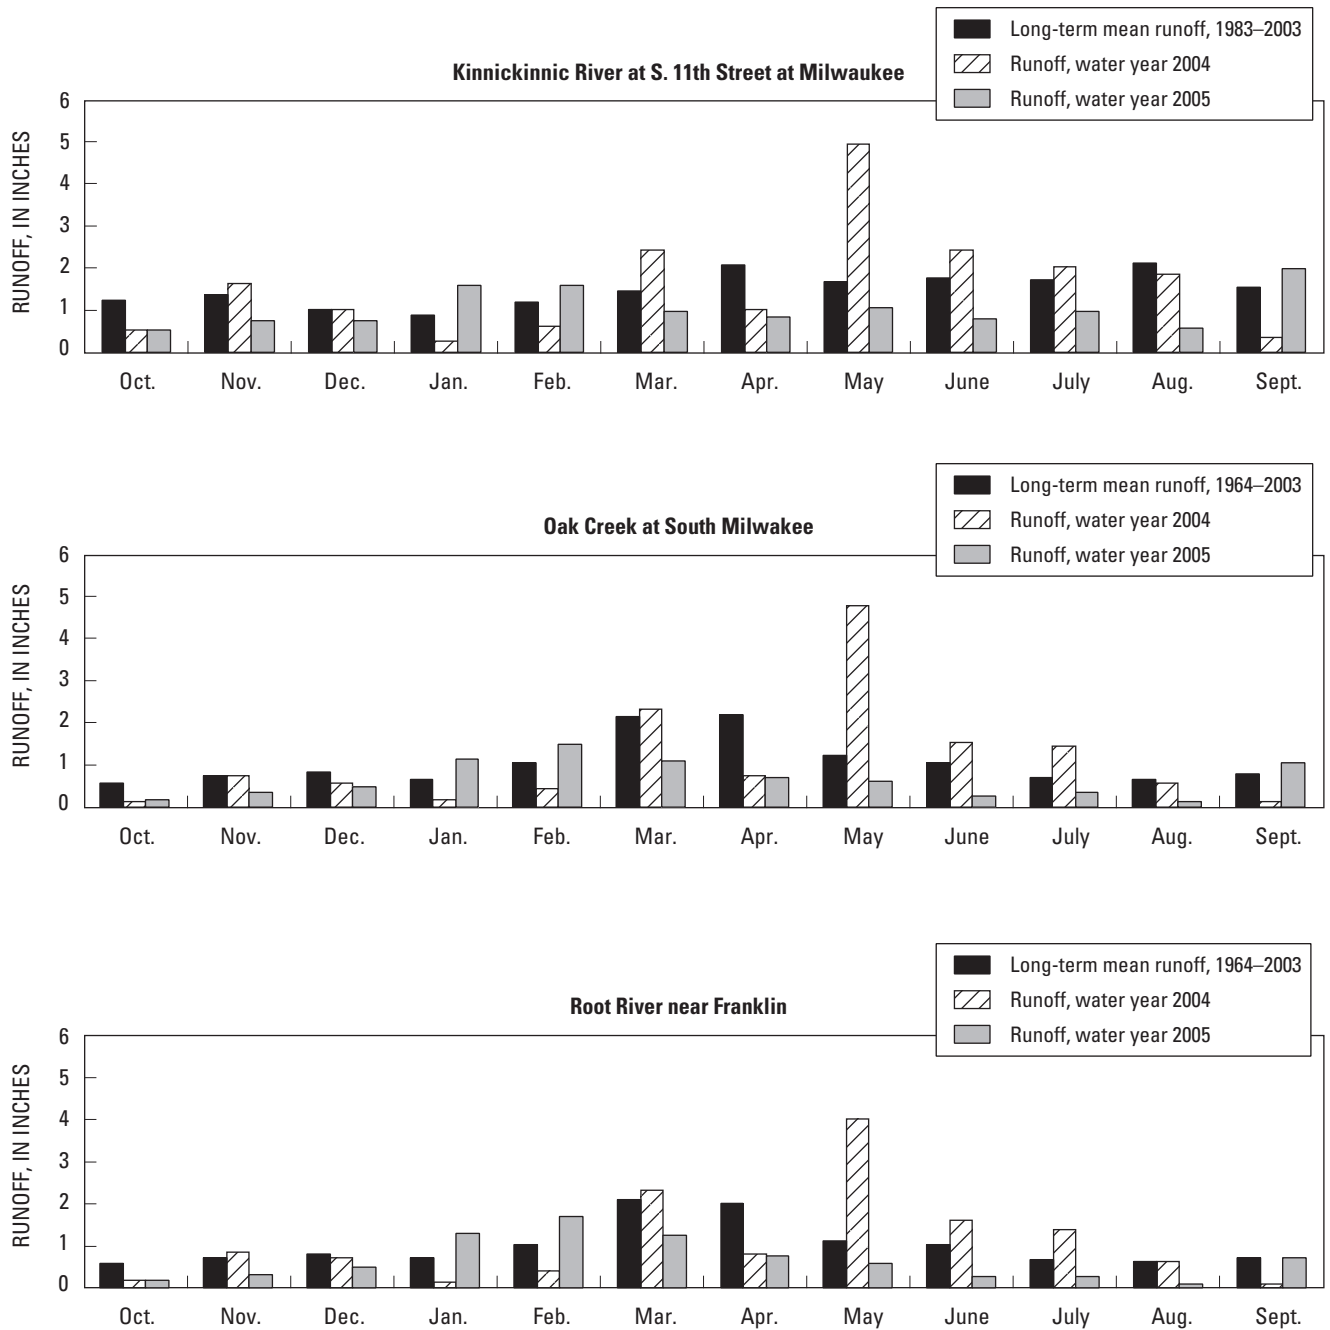 Long-term mean runoff, 1983–2003
Runoff, water year 2004
Runoff, water year 2005
Kinnickinnic River at S. 11th Street at Milwaukee
RUNOFF, IN INCHES
6
5
4
3
2
1
0
Oct. Nov. Dec. Jan. Feb. Mar. Apr. May June July Aug. Sept.
Long-term mean runoff, 1964–2003
Runoff, water year 2004
Runoff, water year 2005
Oak Creek at South Milwakee
RUNOFF, IN INCHES
6
5
4
3
2
1
0
Oct. Nov. Dec. Jan. Feb. Mar. Apr. May June July Aug. Sept.
Long-term mean runoff, 1964–2003
Runoff, water year 2004
Runoff, water year 2005
Root River near Franklin
RUNOFF, IN INCHES
6
5
4
3
2
1
0
Oct. Nov. Dec. Jan. Feb. Mar. Apr. May June July Aug. Sept.